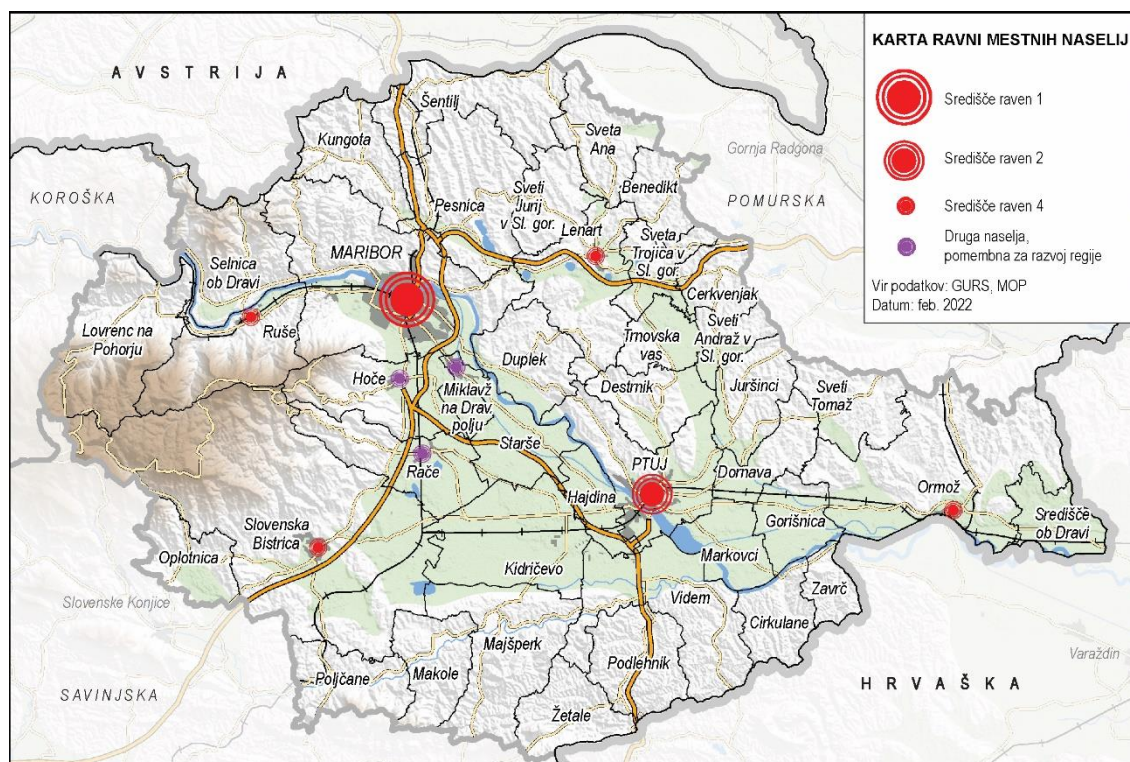 KARTA RAVNI MESTNIH NASELIJ
Središče raven 1
Središče raven 2
Središče raven 4
Druga naselja,
pomembna za razvoj regije
Vir podatkov: GURS, MOP
Datum: feb. 2022
AVSTRIJA
Šentilj
Kungota
Sveta
Ana
Gornja Radgona
KOROŠKA
Sveti
Jurij
v Sl. gor.
Benedikt
POMURSKA
Pesnica
Lenart
Sveta
Trojica v
Sl. gor.
MARIBOR
Selnica
ob Dravi
Cerkvenjak
Lovrenc na
Pohorju
Ruše
Trnovska
vas
Sveti
Andraž v
Sl. gor.
Duplek
Hoče
Miklavž
na Drav.
polju
Destrnik
Juršinci
Sveti
Tomaž
Starše
Rače
PTUJ
Dornava
Ormož
Hajdina
Središče
ob Dravi
Slovenska
Bistrica
Gorišnica
Oplotnica
Markovci
Kidričevo
Zavrč
Slovenske Konjice
Videm
Cirkulane
Majšperk
Varaždin
Poljčane
Makole
Podlehnik
SAVINJSKA
HRVAŠKA
Žetale